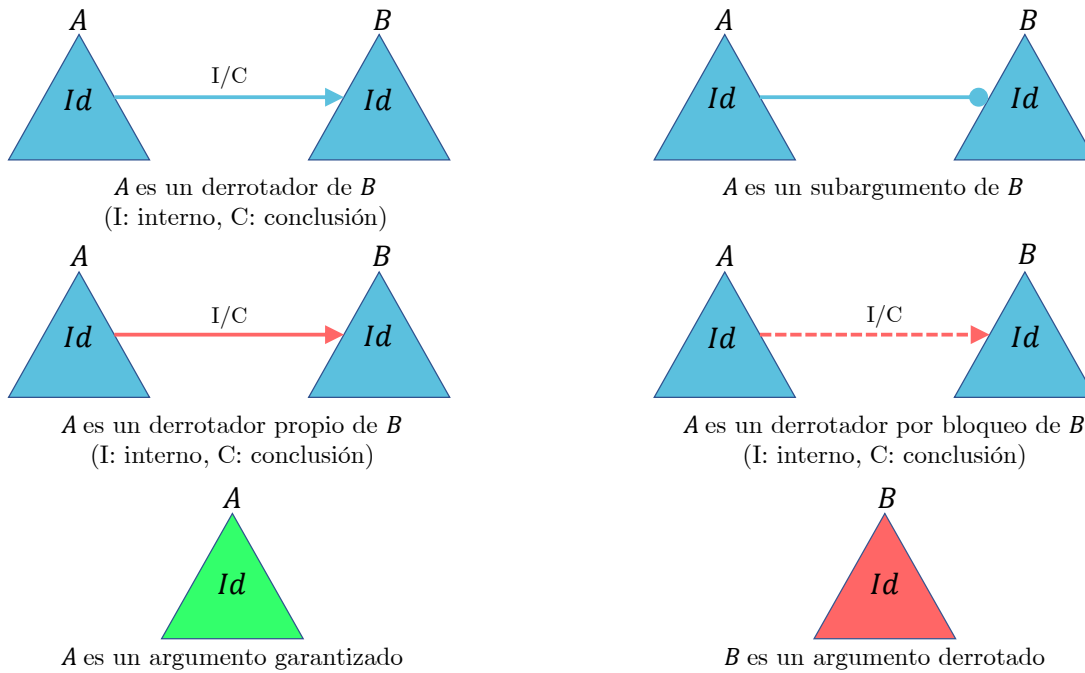 A B A B
I/C
Id Id Id Id
A es un derrotador de B
(I: interno, C: conclusión)
A es un subargumento de B
A B A B
I/C I/C
Id Id Id Id
A es un derrotador propio de B
(I: interno, C: conclusión)
A es un derrotador por bloqueo de B
(I: interno, C: conclusión)
A B
Id Id
A es un argumento garantizado
B es un argumento derrotado